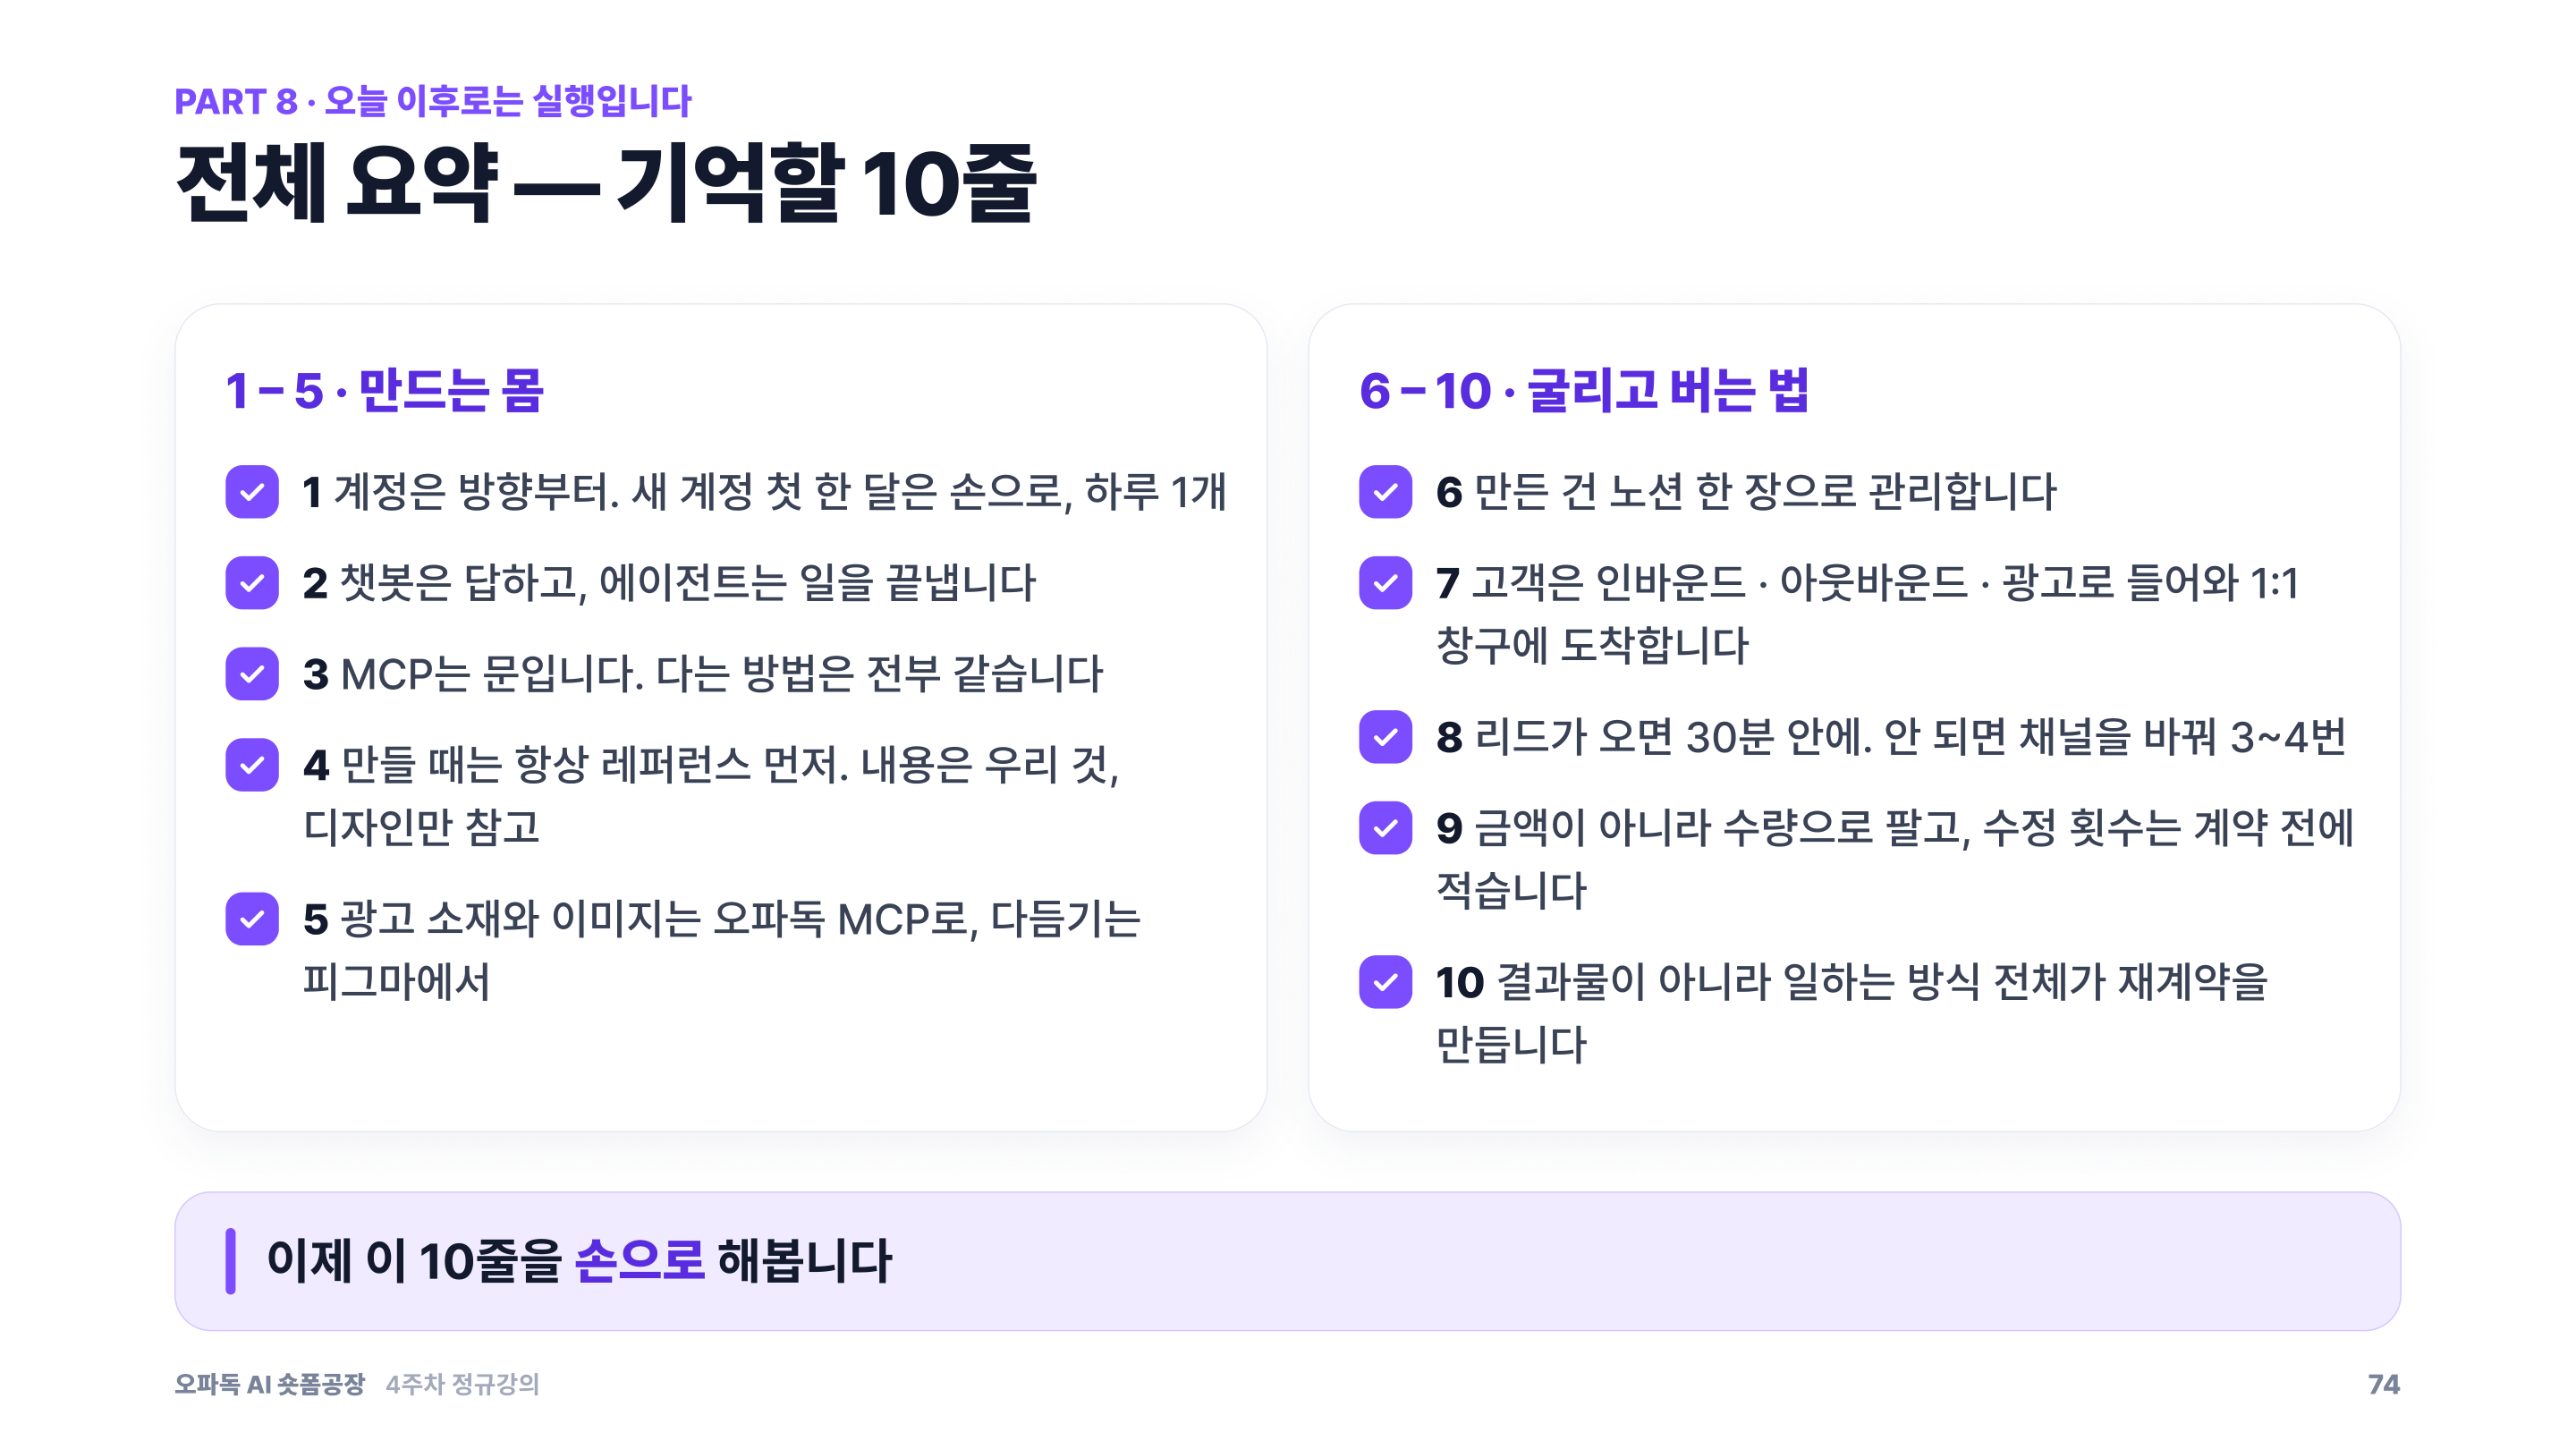 PART 8 · 오늘 이후로는 실행입니다
전체 요약 — 기억할 10줄
1 – 5 · 만드는 몸
1 계정은 방향부터. 새 계정 첫 한 달은 손으로, 하루 1개
2 챗봇은 답하고, 에이전트는 일을 끝냅니다
3 MCP는 문입니다. 다는 방법은 전부 같습니다
4 만들 때는 항상 레퍼런스 먼저. 내용은 우리 것,
디자인만 참고
5 광고 소재와 이미지는 오파독 MCP로, 다듬기는
피그마에서
6 – 10 · 굴리고 버는 법
6 만든 건 노션 한 장으로 관리합니다
7 고객은 인바운드 · 아웃바운드 · 광고로 들어와 1:1
창구에 도착합니다
8 리드가 오면 30분 안에. 안 되면 채널을 바꿔 3~4번
9 금액이 아니라 수량으로 팔고, 수정 횟수는 계약 전에
적습니다
10 결과물이 아니라 일하는 방식 전체가 재계약을
만듭니다
이제 이 10줄을 손으로 해봅니다
오파독 AI 숏폼공장 4주차 정규강의
74